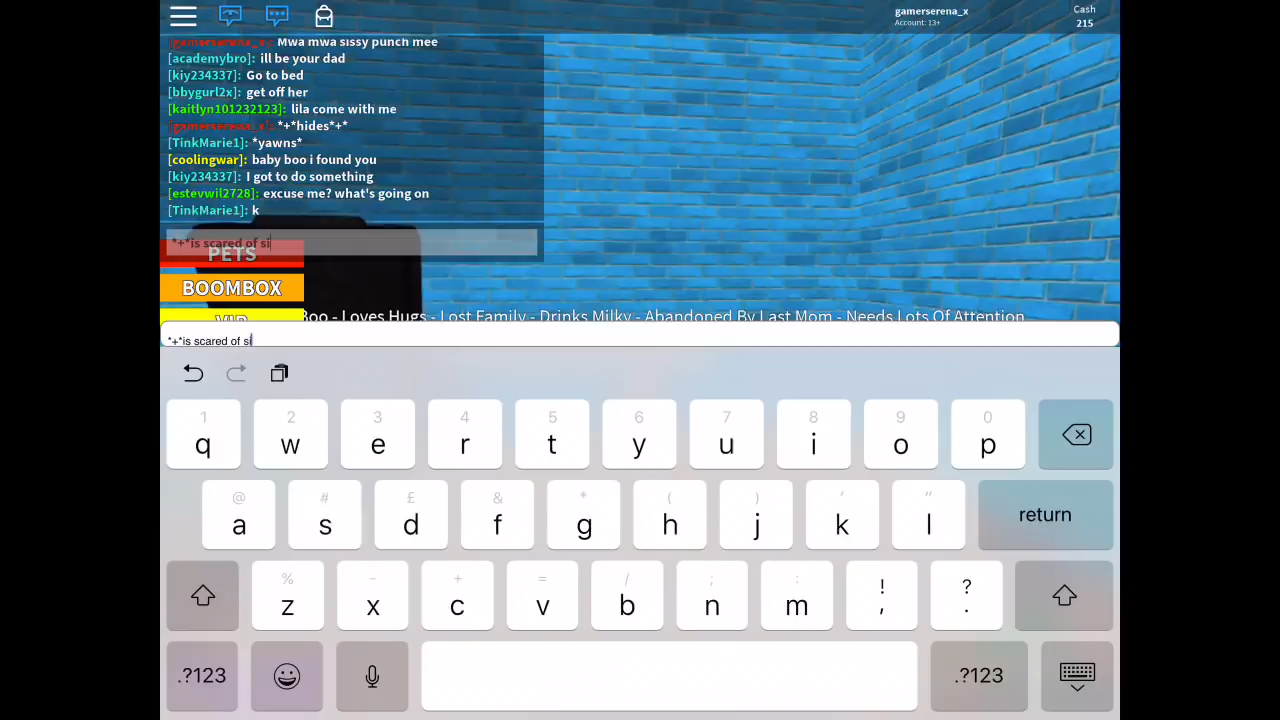 gamerserena_x
Account: 13+
Cash
215
[gamerserena_x]: Mwa mwa sissy punch mee
[academybro]: ill be your dad
[kiy234337]: Go to bed
[bbygurl2x]: get off her
[kaitlyn101232123]: lila come with me
[gamerserena_x]: *+*hides*+*
[TinkMarie1]: *yawns*
[coolingwar]: baby boo i found you
[kiy234337]: I got to do something
[estevwil2728]: excuse me? what's going on
[TinkMarie1]: k
*+*is scared of si
PETS
BOOMBOX
VIP
Boo - Loves Hugs - Lost Family - Drinks Milky - Abandoned By Last Mom - Needs Lots Of Attention
*+*is scared of si
1 2 3 4 5 6 7 8 9 0
q w e r t y u i o p
@ # £ & * ( ) ' "
a s d f g h j k l return
% - + = / ; : ! ?
z x c v b n m , .
.?123 .?123